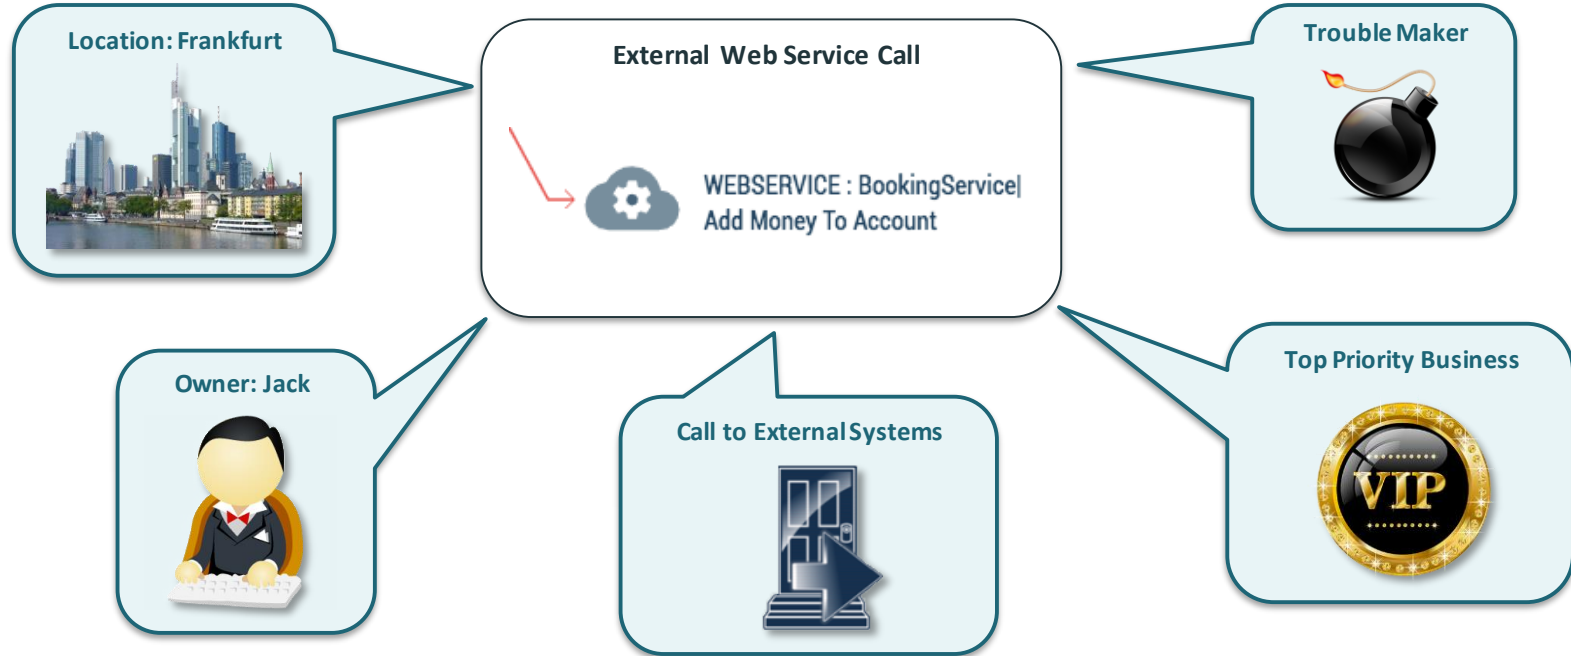 Location: Frankfurt
External Web Service Call
Trouble Maker
WEBSERVICE : BookingService|
Add Money To Account
Owner: Jack
Call to External Systems
Top Priority Business
VIP